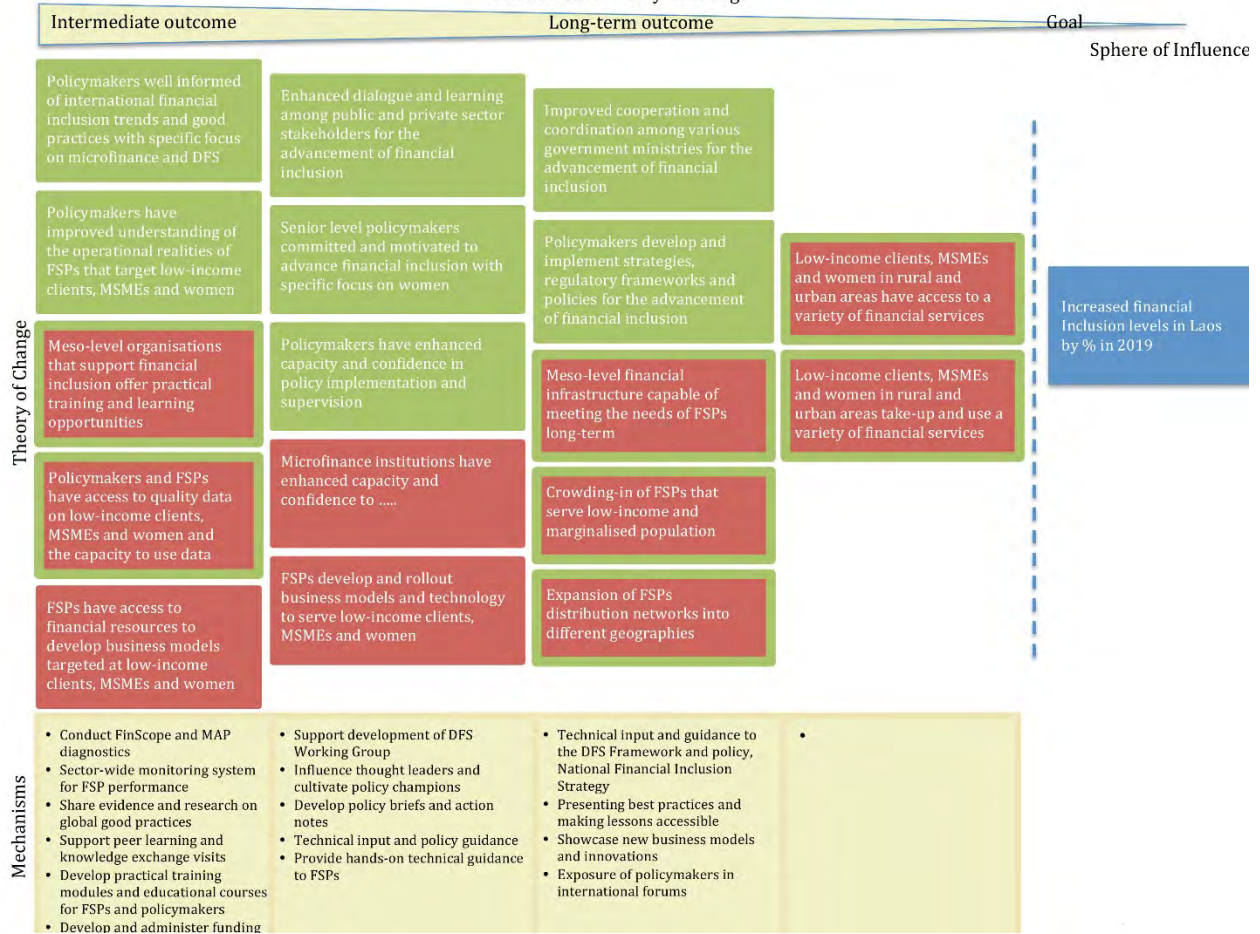 Intermediate outcome
Long-term outcome
Goal
Sphere of Influence
Theory of Change
Policymakers well informed
of international financial
inclusion trends and good
practices with specific focus
on microfinance and DFS
Policymakers have
improved understanding of
the operational realities of
FSPs that target low-income
clients, MSMEs and women
Meso-level organisations
that support financial
inclusion offer practical
training and learning
opportunities
Policymakers and FSPs
have access to quality data
on low-income clients,
MSMEs and women and
the capacity to use data
FSPs have access to
financial resources to
develop business models
targeted at low-income
clients, MSMEs and women
Enhanced dialogue and learning
among public and private sector
stakeholders for the
advancement of financial
inclusion
Senior level policymakers
committed and motivated to
advance financial inclusion with
specific focus on women
Policymakers have enhanced
capacity and confidence in
policy implementation and
supervision
Microfinance institutions have
enhanced capacity and
confidence to .....
FSPs develop and rollout
business models and technology
to serve low-income clients,
MSMEs and women
Improved cooperation and
coordination among various
government ministries for the
advancement of financial
inclusion
Policymakers develop and
implement strategies,
regulatory frameworks and
policies for the advancement
of financial inclusion
Meso-level financial
infrastructure capable of
meeting the needs of FSPs
long-term
Crowding-in of FSPs that
serve low-income and
marginalised population
Expansion of FSPs
distribution networks into
different geographies
Low-income clients, MSMEs
and women in rural and
urban areas have access to a
variety of financial services
Low-income clients, MSMEs
and women in rural and
urban areas take-up and use a
variety of financial services
Increased financial
Inclusion levels in Laos
by % in 2019
Mechanisms
• Conduct FinScope and MAP
diagnostics
• Sector-wide monitoring system
for FSP performance
• Share evidence and research on
global good practices
• Support peer learning and
knowledge exchange visits
• Develop practical training
modules and educational courses
for FSPs and policymakers
• Develop and administer funding
• Support development of DFS
Working Group
• Influence thought leaders and
cultivate policy champions
• Develop policy briefs and action
notes
• Technical input and policy guidance
• Provide hands-on technical guidance
to FSPs
• Technical input and guidance to
the DFS Framework and policy,
National Financial Inclusion
Strategy
• Presenting best practices and
making lessons accessible
• Showcase new business models
and innovations
• Exposure of policymakers in
international forums
•